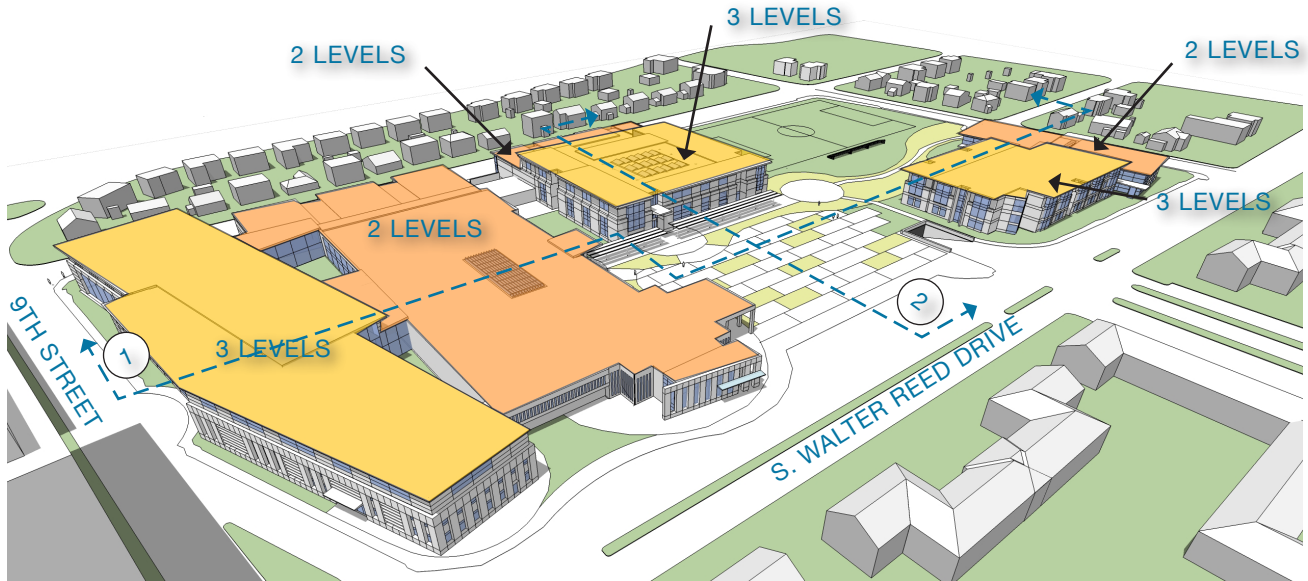 3 LEVELS
2 LEVELS
2 LEVELS
3 LEVELS
2 LEVELS
2
9TH STREET
1
3 LEVELS
S. WALTER REED DRIVE